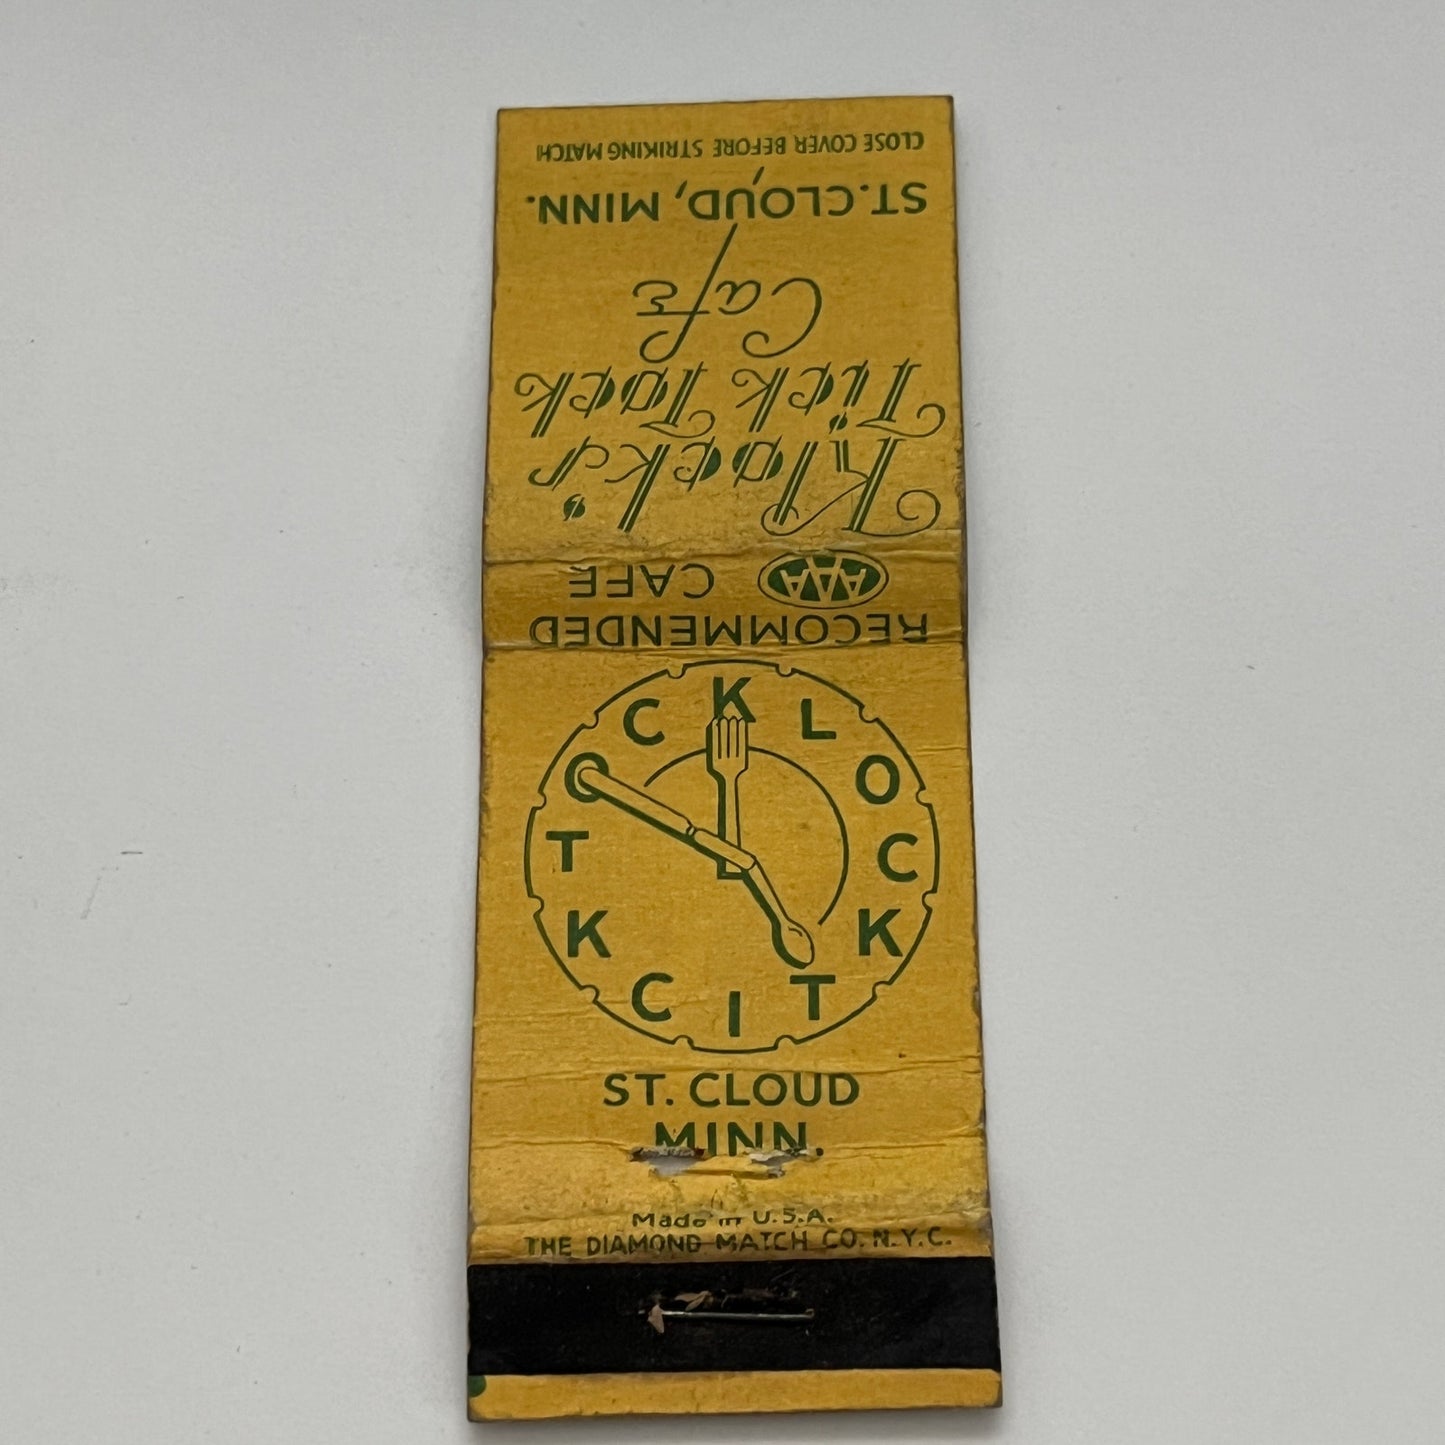 CLOSE COVER BEFORE STRIKING MATCH
ST. CLOUD, MINN.
Café
Tick Tock
Klock's
AAA CAFE
RECOMMENDED
KLOCK TICK TOCK
ST. CLOUD
MINN.
Made in U.S.A.
THE DIAMOND MATCH CO. N.Y.C.